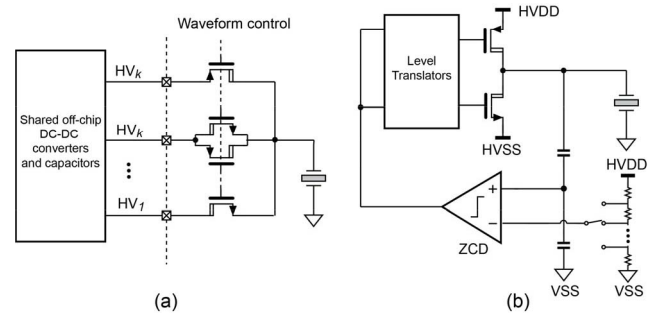 Waveform control
Shared off-chip
DC-DC
converters
and capacitors
HVk
HVk
HV1
(a)
HVDD
Level
Translators
HVSS
HVDD
+
−
ZCD
VSS
VSS
(b)